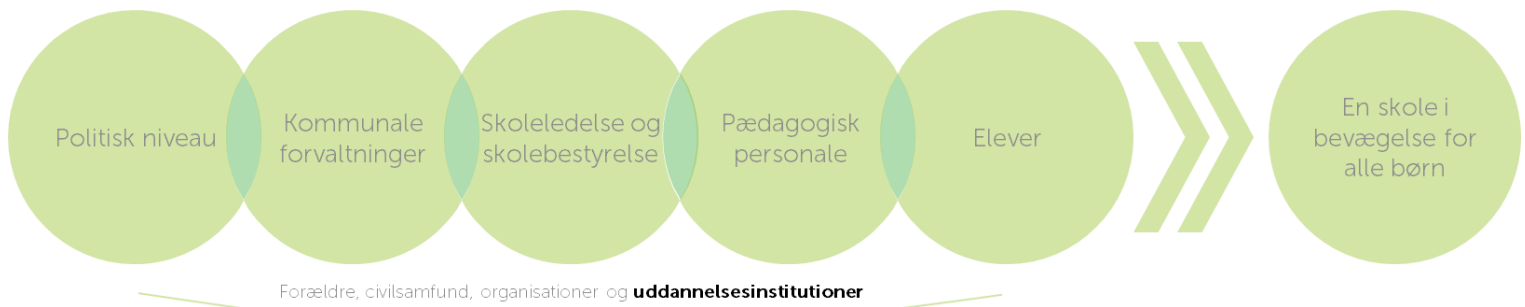 Politisk niveau
Kommunale
forvaltninger
Skoleledelse og
skolebestyrelse
Pædagogisk
personale
Elever
En skole i
bevægelse for
alle børn
Forældre, civilsamfund, organisationer og uddannelsesinstitutioner